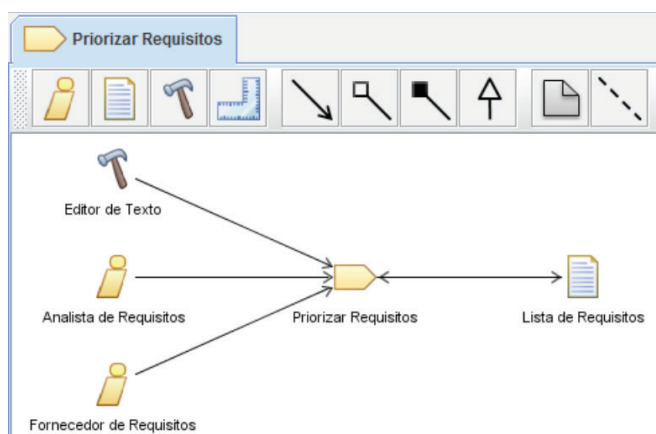 Priorizar Requisitos
Editor de Texto
Analista de Requisitos
Priorizar Requisitos
Lista de Requisitos
Fornecedor de Requisitos